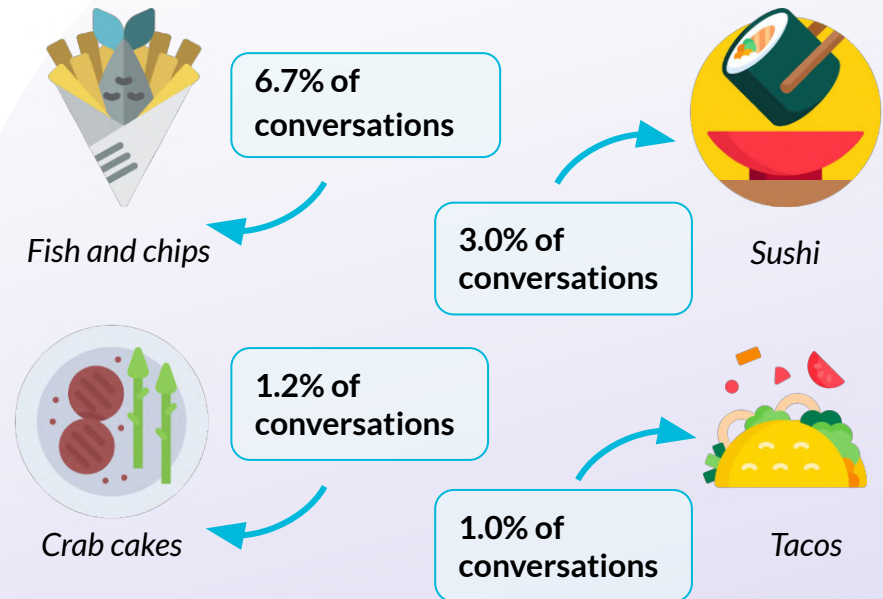 6.7% of
conversations
Fish and chips
3.0% of
conversations
Sushi
1.2% of
conversations
Crab cakes
1.0% of
conversations
Tacos